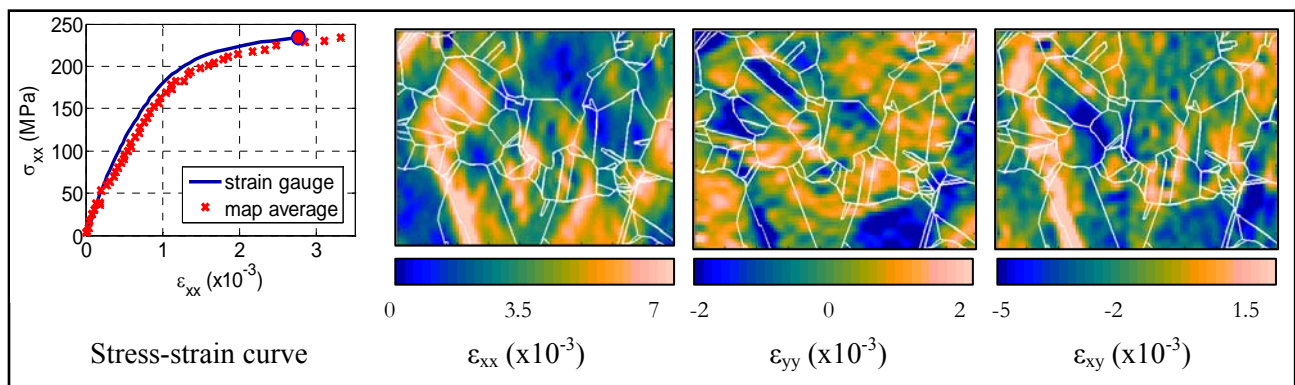 250
200
150
100
50
0
σxx (MPa)
0 1 2 3
εxx (x10-3)
strain gauge
map average
0 3.5 7
-2 0 2
-5 -2 1.5
Stress-strain curve
εxx (x10-3)
εyy (x10-3)
εxy (x10-3)